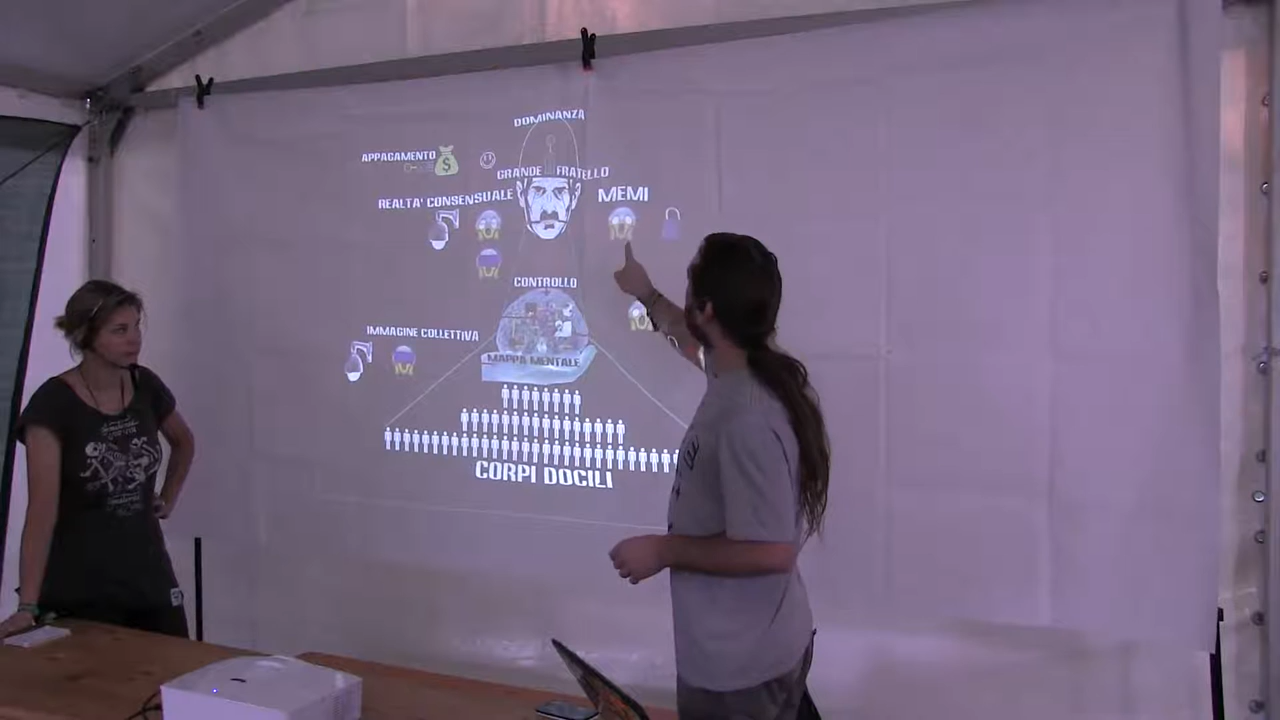 DOMINANZA
APPAGAMENTO
$
GRANDE FRATELLO
REALTA' CONSENSUALE
MEMI
CONTROLLO
IMMAGINE COLLETTIVA
MAPPA MENTALE
CORPI DOCILI